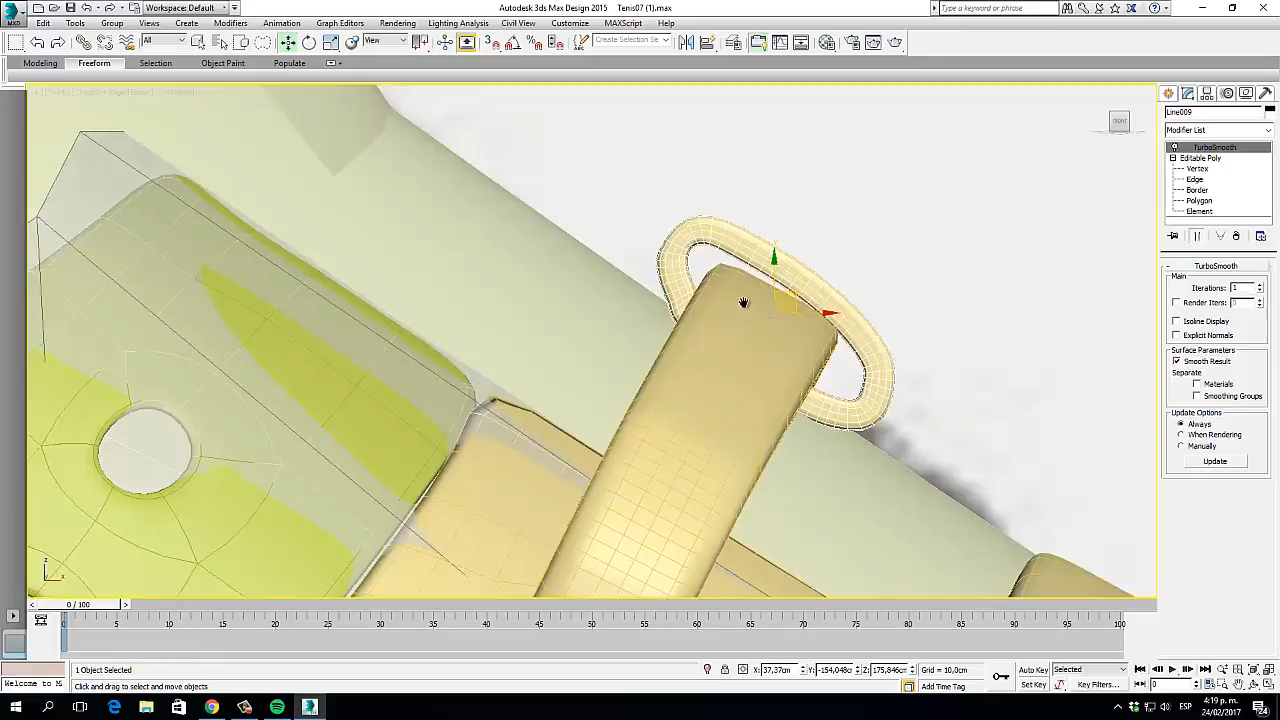 Workspace: Default
Autodesk 3ds Max Design 2015 Tenis07 (1).max
Type a keyword or phrase
MXD
Edit Tools Group Views Create Modifiers Animation Graph Editors Rendering Lighting Analysis Civil View Customize MAXScript Help
All View Create Selection Se
Modeling Freeform Selection Object Paint Populate
FRONT
Line009
Modifier List
TurboSmooth
Editable Poly
Vertex
Edge
Border
Polygon
Element
TurboSmooth
Main
Iterations: 1
Render Iters: 0
Isoline Display
Explicit Normals
Surface Parameters
Smooth Result
Separate
Materials
Smoothing Groups
Update Options
Always
When Rendering
Manually
Update
z
x
0 / 100
0 5 10 15 20 25 30 35 40 45 50 55 60 65 70 75 80 85 90 95 100
1 Object Selected X: 37,37cm Y: -154,048c Z: 175,846cm Grid = 10,0cm Auto Key Selected
Welcome to M Click and drag to select and move objects Add Time Tag Set Key Key Filters... 0
ESP 4:19 p. m.
24/02/2017